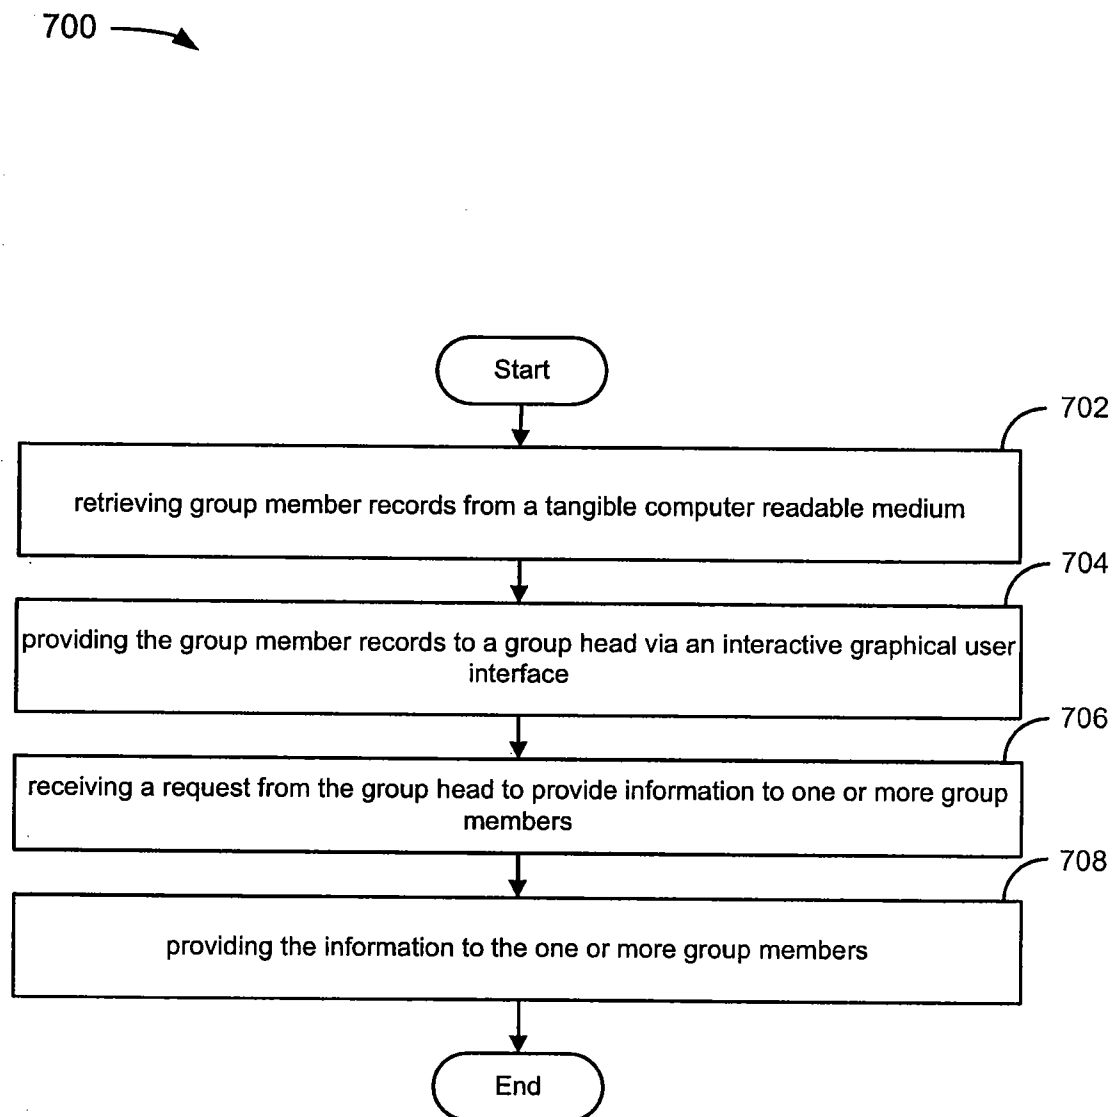 700
Start
702
retrieving group member records from a tangible computer readable medium
704
providing the group member records to a group head via an interactive graphical user
interface
706
receiving a request from the group head to provide information to one or more group
members
708
providing the information to the one or more group members
End